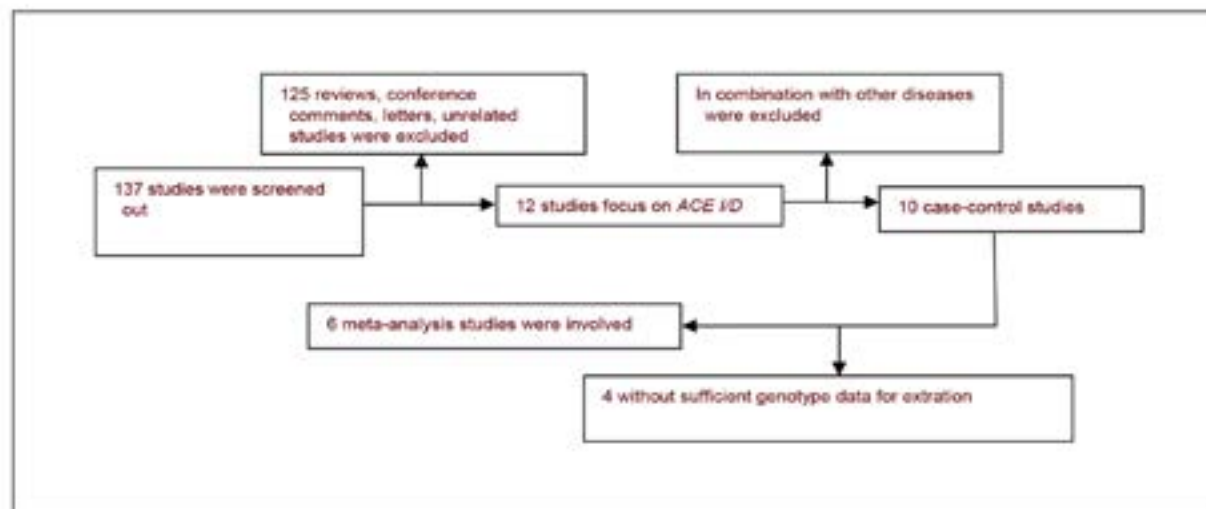 125 reviews, conference
comments, letters, unrelated
studies were excluded
In combination with other diseases
were excluded
137 studies were screened
out
12 studies focus on ACE I/D
10 case-control studies
6 meta-analysis studies were involved
4 without sufficient genotype data for extration